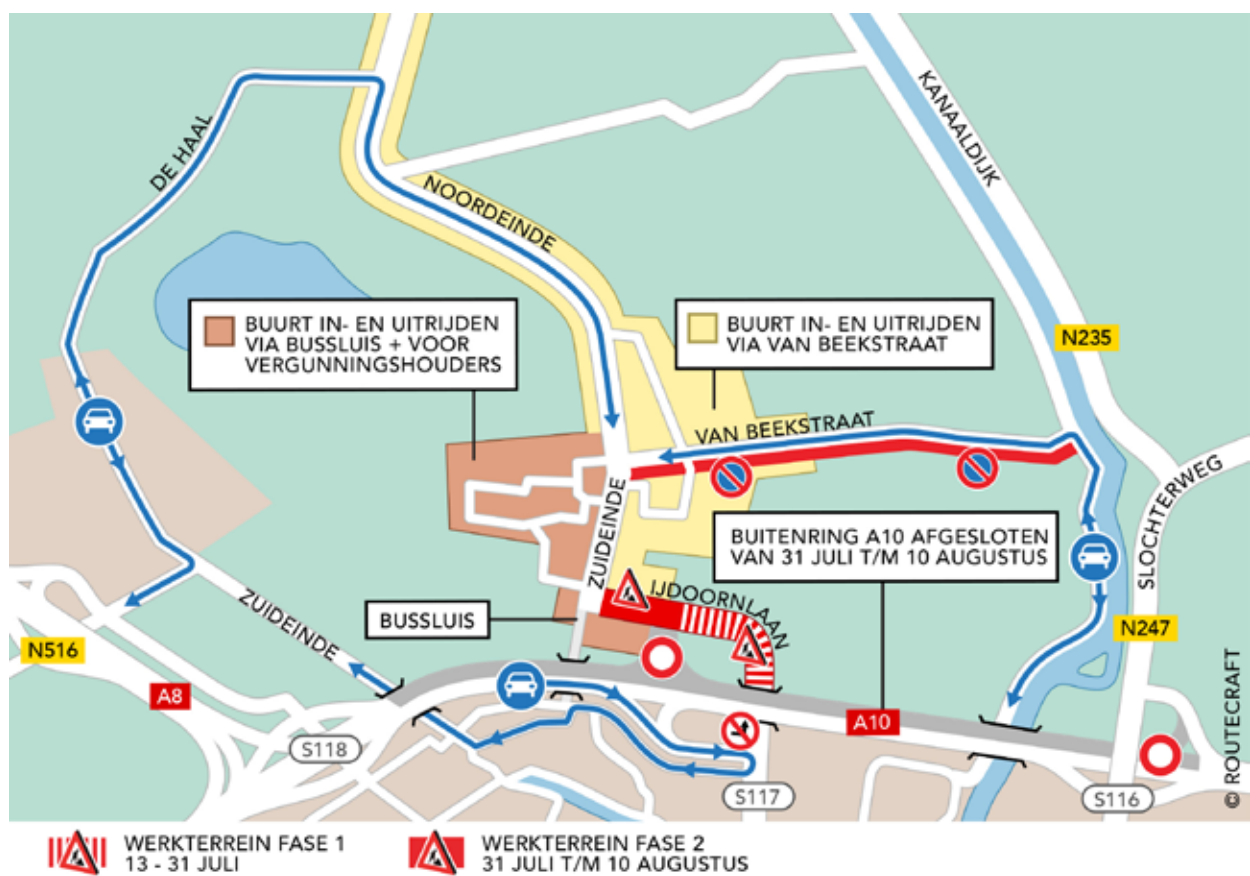 KANAALDIJK
DE HAAL
NOORDEINDE
BUURT IN- EN UITRIJDEN
VIA BUSSLUIS + VOOR
VERGUNNINGSHOUDERS
BUURT IN- EN UITRIJDEN
VIA VAN BEEKSTRAAT
N235
VAN BEEKSTRAAT
ZUIDEINDE
BUITENRING A10 AFGESLOTEN
VAN 31 JULI T/M 10 AUGUSTUS
SLOCHTERWEG
IJDOORNLAAN
ZUIDEINDE
BUSSLUIS
N516
N247
A8
A10
S118
S117
S116
© ROUTECRAFT
WERKTERREIN FASE 1
13 - 31 JULI
WERKTERREIN FASE 2
31 JULI T/M 10 AUGUSTUS